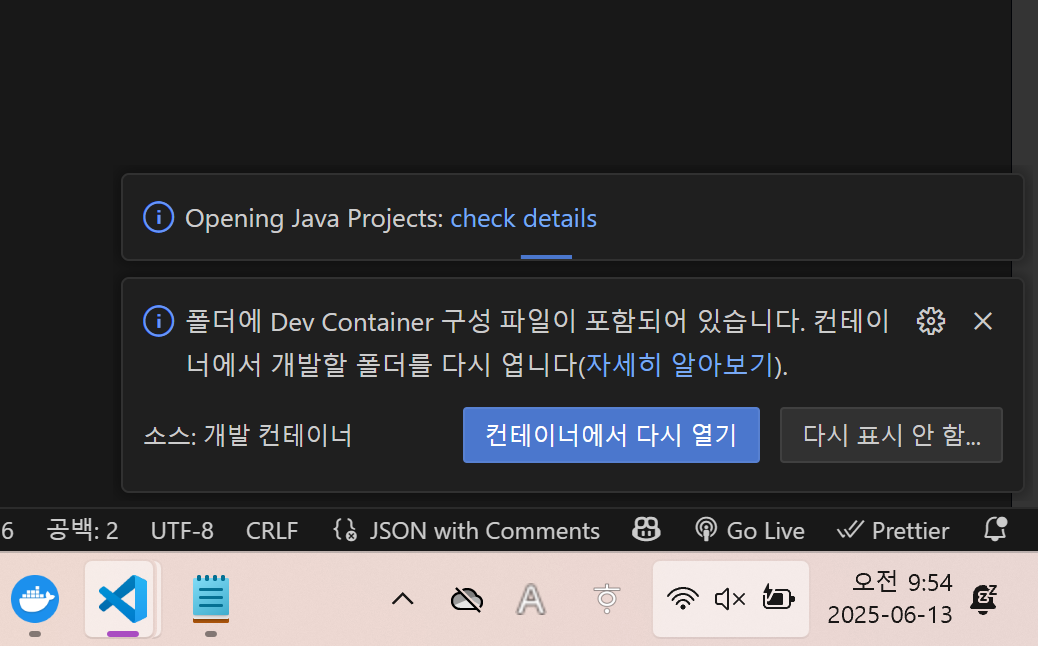 Opening Java Projects: check details
폴더에 Dev Container 구성 파일이 포함되어 있습니다. 컨테이
너에서 개발할 폴더를 다시 엽니다(자세히 알아보기).
소스: 개발 컨테이너
컨테이너에서 다시 열기
다시 표시 안 함...
6 공백: 2 UTF-8 CRLF JSON with Comments Go Live Prettier
A
ㅎ
오전 9:54
2025-06-13